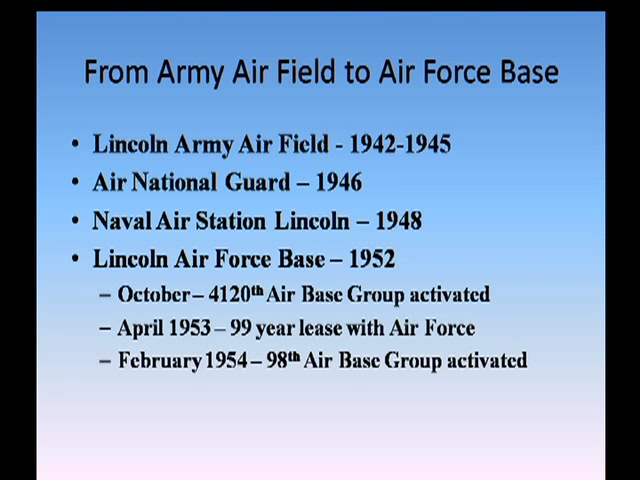 From Army Air Field to Air Force Base
• Lincoln Army Air Field - 1942-1945
• Air National Guard – 1946
• Naval Air Station Lincoln – 1948
• Lincoln Air Force Base – 1952
– October– 4120th Air Base Group activated
– April 1953 – 99 year lease with Air Force
– February 1954 – 98th Air Base Group activated